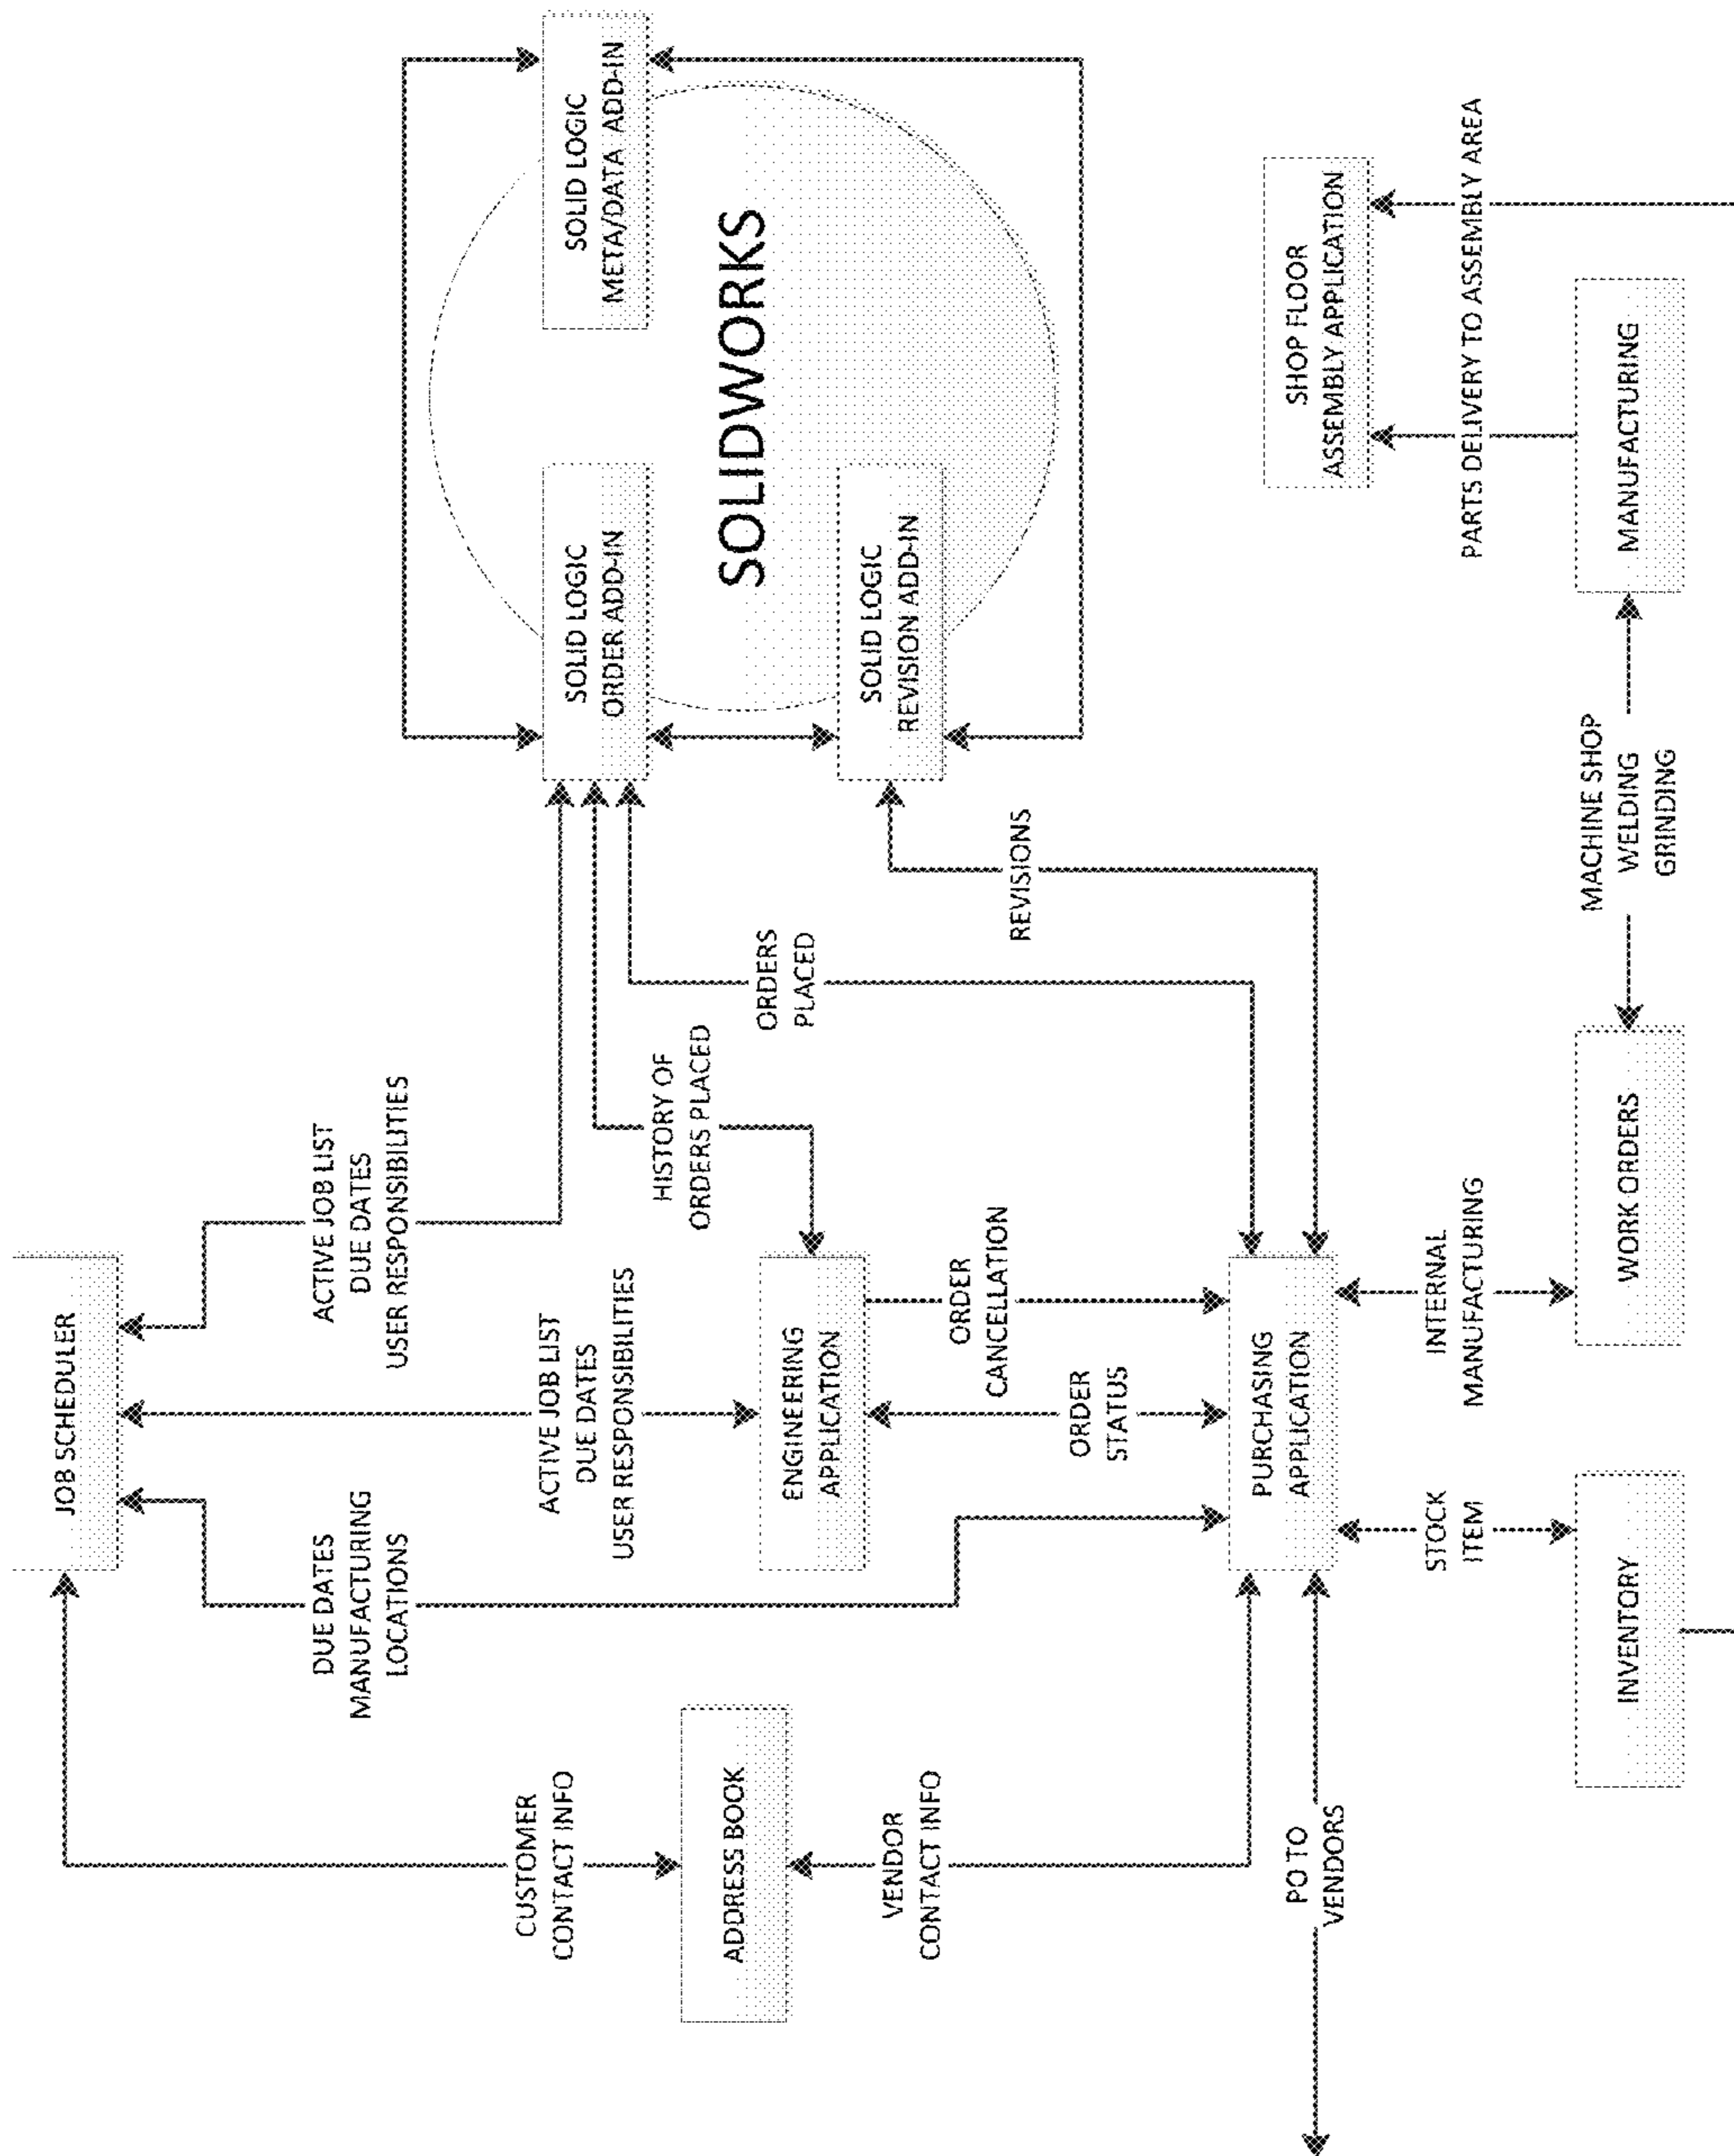 JOB SCHEDULER
DUE DATES
MANUFACTURING
LOCATIONS
ACTIVE JOB LIST
DUE DATES
USER RESPONSIBILITIES
CUSTOMER
CONTACT INFO
ACTIVE JOB LIST
DUE DATES
USER RESPONSIBILITIES
SOLID LOGIC
ORDER ADD-IN
SOLID LOGIC
META/DATA ADD-IN
HISTORY OF
ORDERS PLACED
ADDRESS BOOK
ENGINEERING
APPLICATION
SOLIDWORKS
ORDERS
PLACED
SOLID LOGIC
REVISION ADD-IN
VENDOR
CONTACT INFO
ORDER
CANCELLATION
ORDER
STATUS
REVISIONS
PURCHASING
APPLICATION
PO TO
VENDORS
SHOP FLOOR
ASSEMBLY APPLICATION
STOCK
ITEM
INTERNAL
MANUFACTURING
PARTS DELIVERY TO ASSEMBLY AREA
INVENTORY
WORK ORDERS
MACHINE SHOP
WELDING
GRINDING
MANUFACTURING